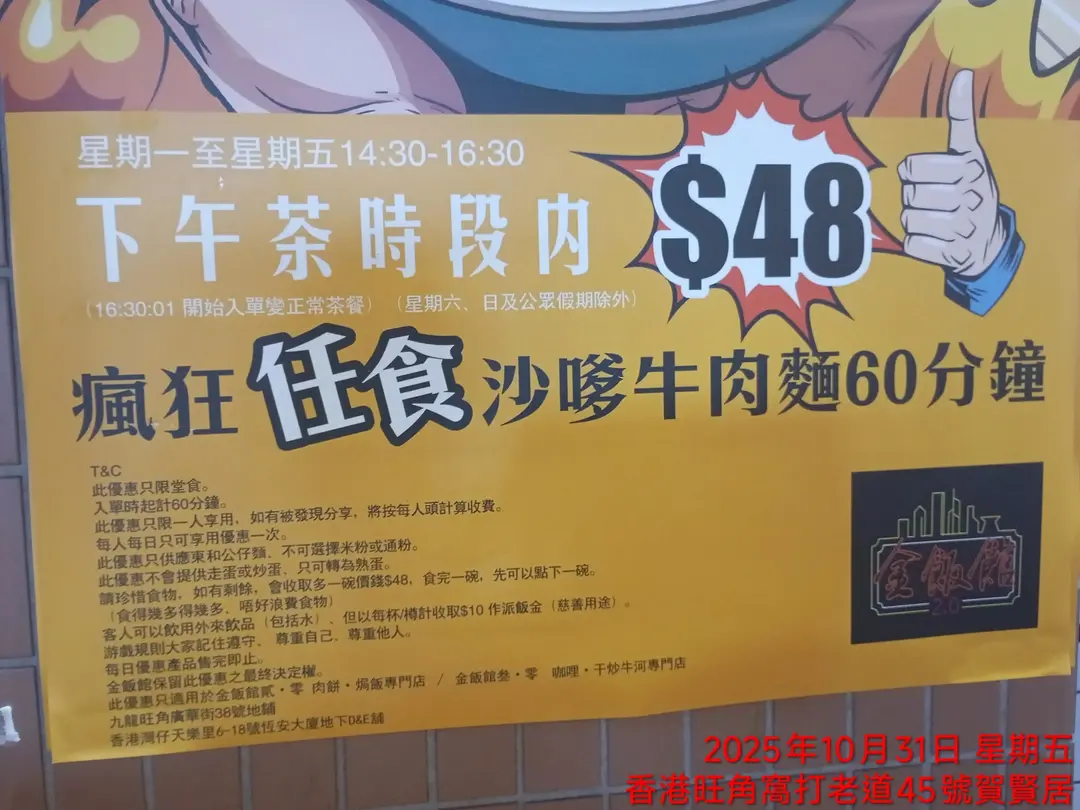 星期一至星期五14:30-16:30
下午茶時段內
$48
（16:30:01 開始入單變正常茶餐）（星期六、日及公眾假期除外）
瘋狂任食沙嗲牛肉麵60分鐘
T&C
此優惠只限堂食。
入單時起計60分鐘。
此優惠只限一人享用，如有被發現分享，將按每人頭計算收費。
每人每日只可享用優惠一次。
此優惠只供應東和公仔麵，不可選擇米粉或通粉。
此優惠不會提供走蛋或炒蛋，只可轉為熟蛋。
請珍惜食物，如有剩餘，會收取多一碗價錢$48，食完一碗，先可以點下一碗。
（食得幾多得幾多，唔好浪費食物）
客人可以飲用外來飲品（包括水），但以每杯/樽計收取$10 作派飯金（慈善用途）。
游戲規則大家記住遵守，尊重自己，尊重他人。
每日優惠產品售完即止。
金飯館保留此優惠之最終決定權。
此優惠只適用於金飯館貳・零 肉餅・焗飯專門店 / 金飯館叁・零 咖哩・干炒牛河專門店
九龍旺角廣華街38號地鋪
香港灣仔天樂里6-18號恆安大廈地下D&E舖
金飯館
2.0
2025年10月31日 星期五
香港旺角窩打老道45號賀賢居